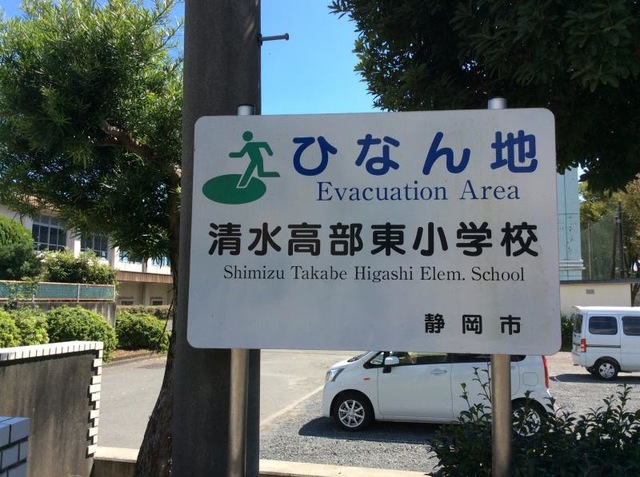 ひなん地
Evacuation Area
清水高部東小学校
Shimizu Takabe Higashi Elem. School
静岡市